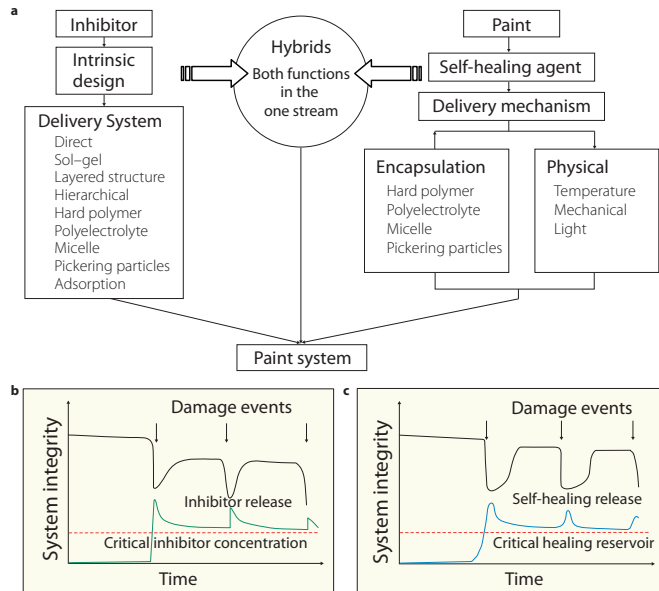 a
Inhibitor
Intrinsic
design
Delivery System
Direct
Sol–gel
Layered structure
Hierarchical
Hard polymer
Polyelectrolyte
Micelle
Pickering particles
Adsorption
Hybrids
Both functions
in the
one stream
Paint
Self-healing agent
Delivery mechanism
Encapsulation
Hard polymer
Polyelectrolyte
Micelle
Pickering particles
Physical
Temperature
Mechanical
Light
Paint system
b
Damage events
System integrity
Inhibitor release
Critical inhibitor concentration
Time
c
Damage events
System integrity
Self-healing release
Critical healing reservoir
Time